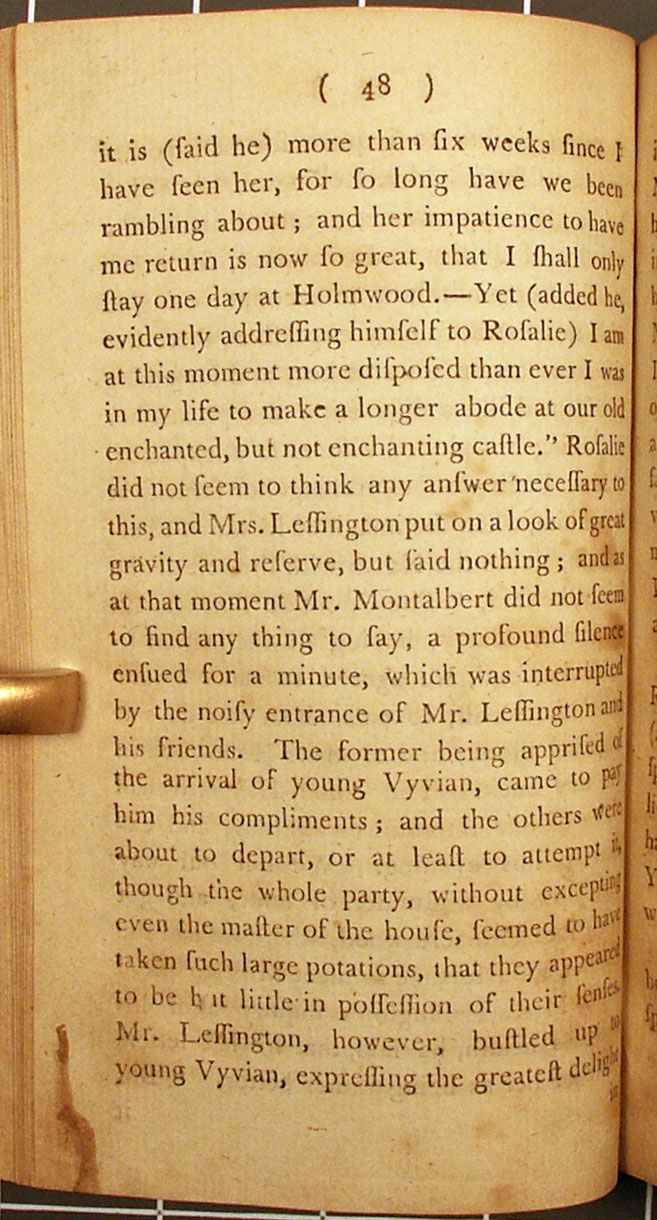 ( 48 )
it is (ſaid he) more than ſix weeks ſince I
have ſeen her, for ſo long have we been
rambling about ; and her impatience to have
me return is now ſo great, that I ſhall only
ſtay one day at Holmwood.—Yet (added he,
evidently addreſſing himſelf to Roſalie) I am
at this moment more diſpoſed than ever I was
in my life to make a longer abode at our old
enchanted, but not enchanting caſtle." Roſalie
did not ſeem to think any anſwer neceſſary to
this, and Mrs. Leſſington put on a look of great
gravity and reſerve, but ſaid nothing ; and as
at that moment Mr. Montalbert did not ſeem
to find any thing to ſay, a profound ſilence
enſued for a minute, which was interrupted
by the noiſy entrance of Mr. Leſſington and
his friends. The former being appriſed of
the arrival of young Vyvian, came to pay
him his compliments ; and the others were
about to depart, or at leaſt to attempt it,
though the whole party, without excepting
even the maſter of the houſe, ſeemed to have
taken ſuch large potations, that they appeared
to be but little in poſſeſſion of their ſenſes.
Mr. Leſſington, however, buſtled up to
young Vyvian, expreſſing the greateſt delight
in